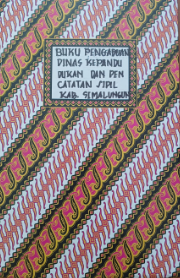 BUKU PENGADUAN
DINAS KEPENDU
DUKAN DAN PEN
CATATAN SIPIL
KAB. SIMALUNGUN